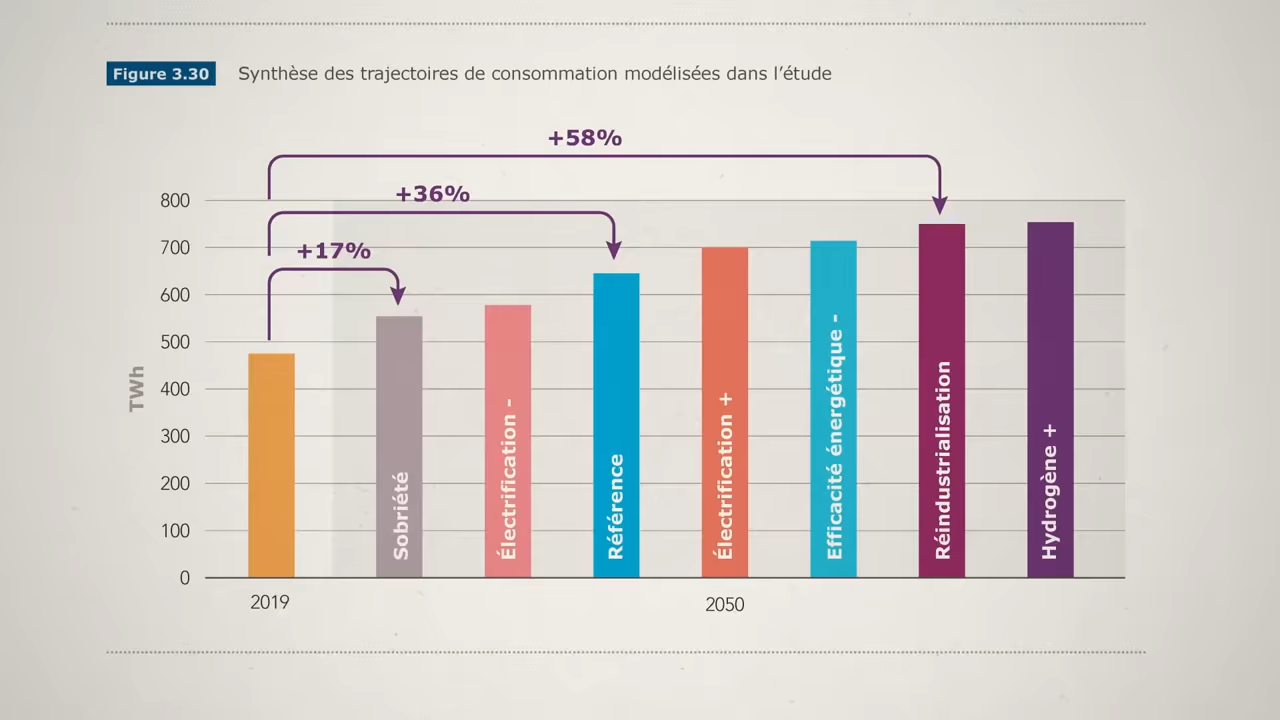 Figure 3.30 Synthèse des trajectoires de consommation modélisées dans l'étude
+58%
+36%
+17%
800
700
600
500
400
300
200
100
0
TWh
Sobriété
Électrification -
Référence
Électrification +
Efficacité énergétique -
Réindustrialisation
Hydrogène +
2019
2050